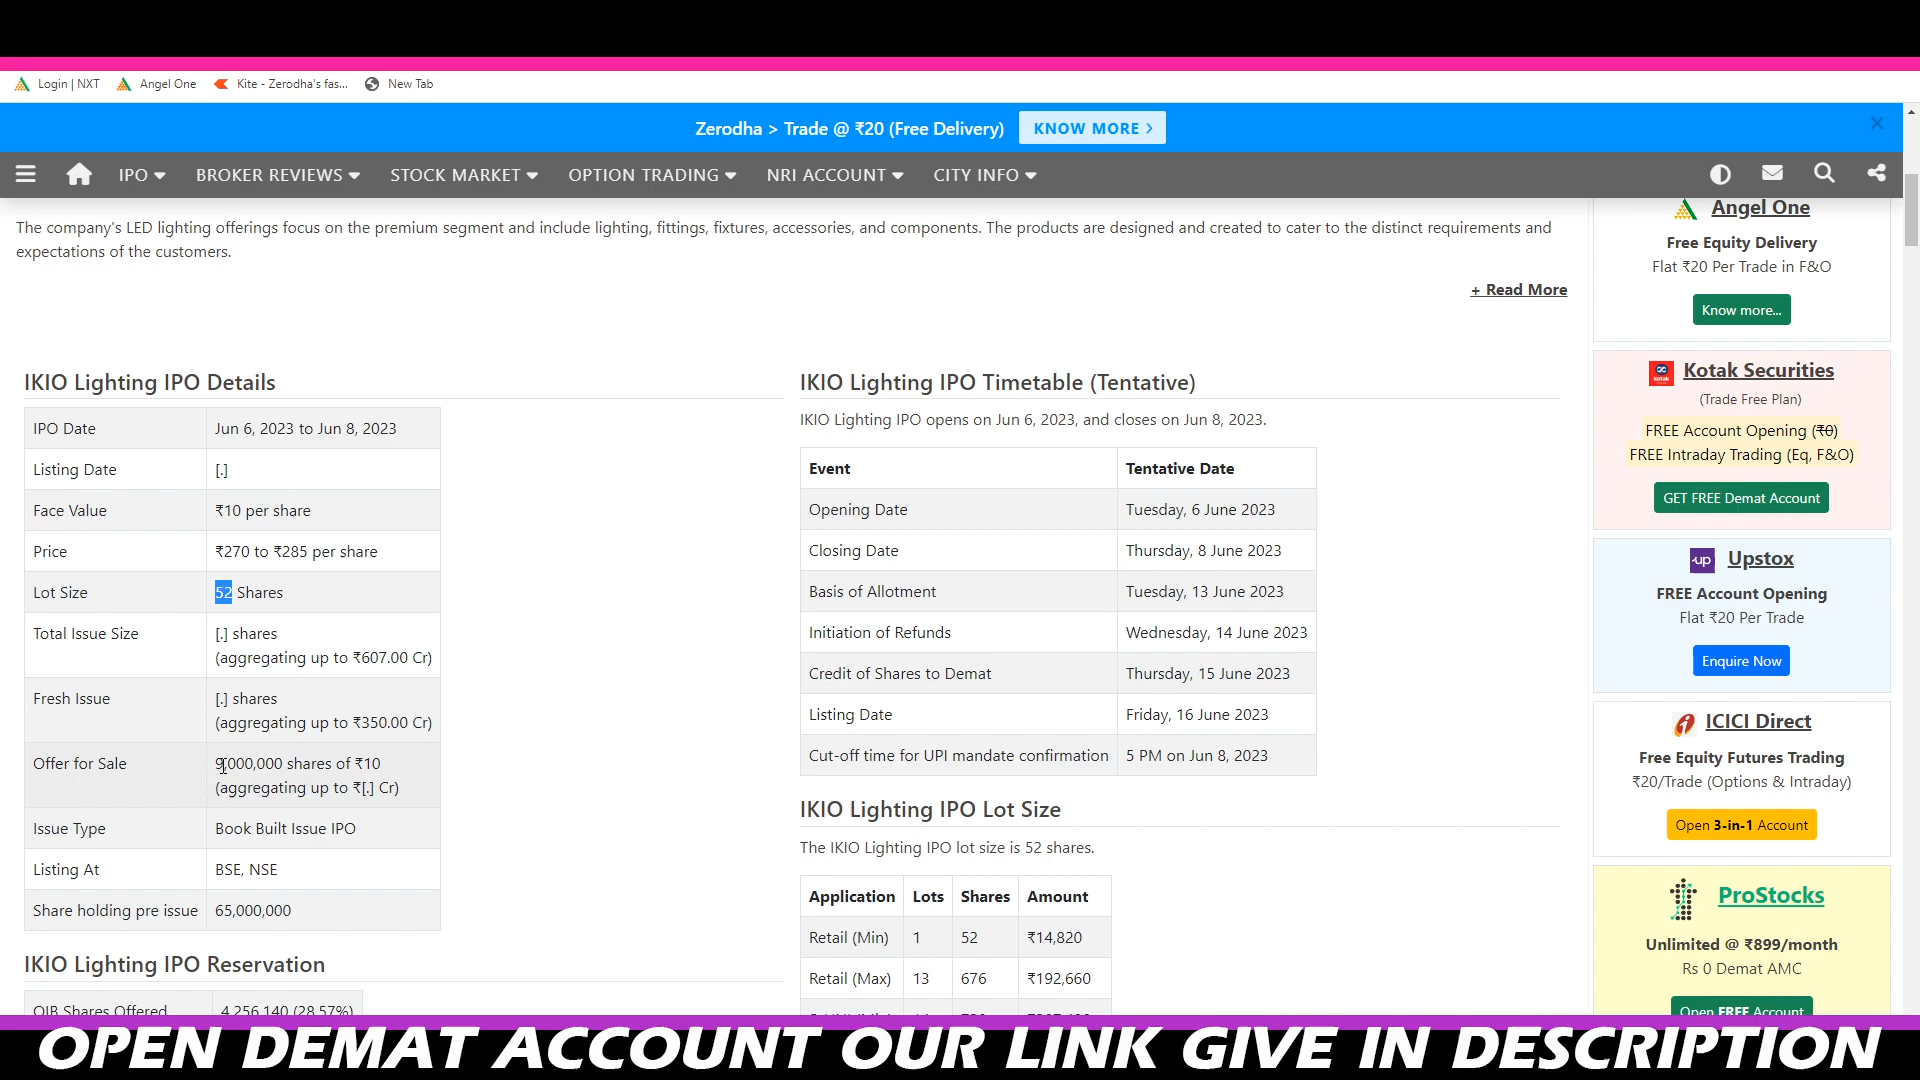 Login | NXT
Angel One
Kite - Zerodha's fas...
New Tab
Zerodha > Trade @ ₹20 (Free Delivery)
KNOW MORE >
IPO
BROKER REVIEWS
STOCK MARKET
OPTION TRADING
NRI ACCOUNT
CITY INFO
The company's LED lighting offerings focus on the premium segment and include lighting, fittings, fixtures, accessories, and components. The products are designed and created to cater to the distinct requirements and
expectations of the customers.
+ Read More
IKIO Lighting IPO Details
IPO Date Jun 6, 2023 to Jun 8, 2023
Listing Date [.]
Face Value ₹10 per share
Price ₹270 to ₹285 per share
Lot Size 52 Shares
Total Issue Size [.] shares
(aggregating up to ₹607.00 Cr)
Fresh Issue [.] shares
(aggregating up to ₹350.00 Cr)
Offer for Sale 9,000,000 shares of ₹10
(aggregating up to ₹[.] Cr)
Issue Type Book Built Issue IPO
Listing At BSE, NSE
Share holding pre issue 65,000,000
IKIO Lighting IPO Reservation
QIB Shares Offered 4,256,140 (28.57%)
IKIO Lighting IPO Timetable (Tentative)
IKIO Lighting IPO opens on Jun 6, 2023, and closes on Jun 8, 2023.
Event Tentative Date
Opening Date Tuesday, 6 June 2023
Closing Date Thursday, 8 June 2023
Basis of Allotment Tuesday, 13 June 2023
Initiation of Refunds Wednesday, 14 June 2023
Credit of Shares to Demat Thursday, 15 June 2023
Listing Date Friday, 16 June 2023
Cut-off time for UPI mandate confirmation 5 PM on Jun 8, 2023
IKIO Lighting IPO Lot Size
The IKIO Lighting IPO lot size is 52 shares.
Application Lots Shares Amount
Retail (Min) 1 52 ₹14,820
Retail (Max) 13 676 ₹192,660
Angel One
Free Equity Delivery
Flat ₹20 Per Trade in F&O
Know more...
kotak
Kotak Securities
(Trade Free Plan)
FREE Account Opening (₹0)
FREE Intraday Trading (Eq, F&O)
GET FREE Demat Account
up
Upstox
FREE Account Opening
Flat ₹20 Per Trade
Enquire Now
ICICI Direct
Free Equity Futures Trading
₹20/Trade (Options & Intraday)
Open 3-in-1 Account
ProStocks
Unlimited @ ₹899/month
Rs 0 Demat AMC
Open FREE Account
OPEN DEMAT ACCOUNT OUR LINK GIVE IN DESCRIPTION